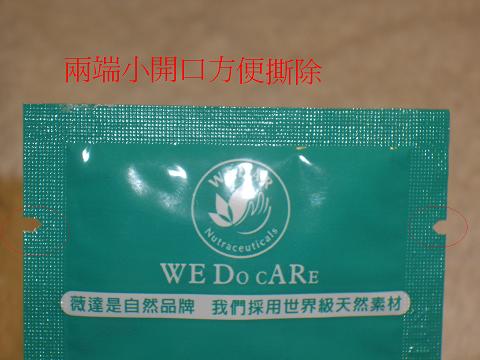 兩端小開口方便撕除
Nutraceuticals
WE DO CARE
薇達是自然品牌 我們採用世界級天然素材